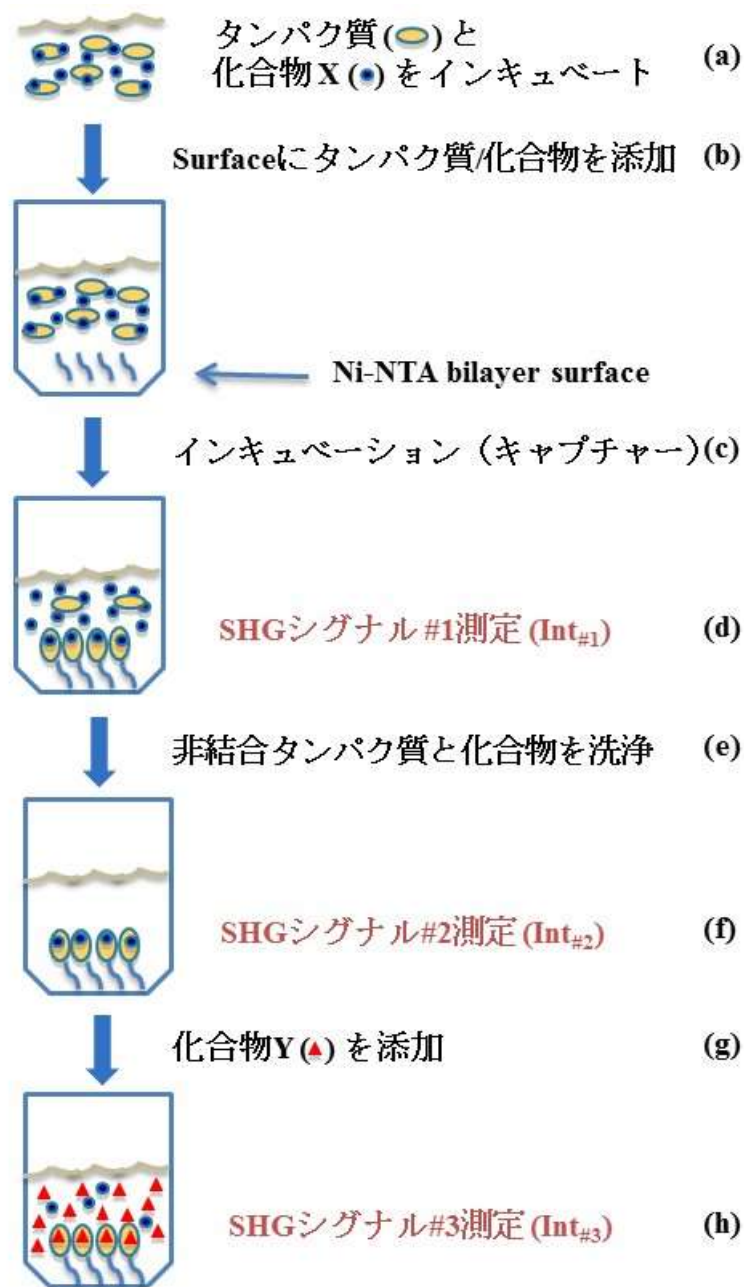 タンパク質() と
化合物X () をインキュベート (a)
Surfaceにタンパク質/化合物を添加 (b)
Ni-NTA bilayer surface
インキュベーション（キャプチャー）(c)
SHGシグナル #1測定 (Int#1) (d)
非結合タンパク質と化合物を洗浄 (e)
SHGシグナル#2測定 (Int#2) (f)
化合物Y() を添加 (g)
SHGシグナル#3測定 (Int#3) (h)